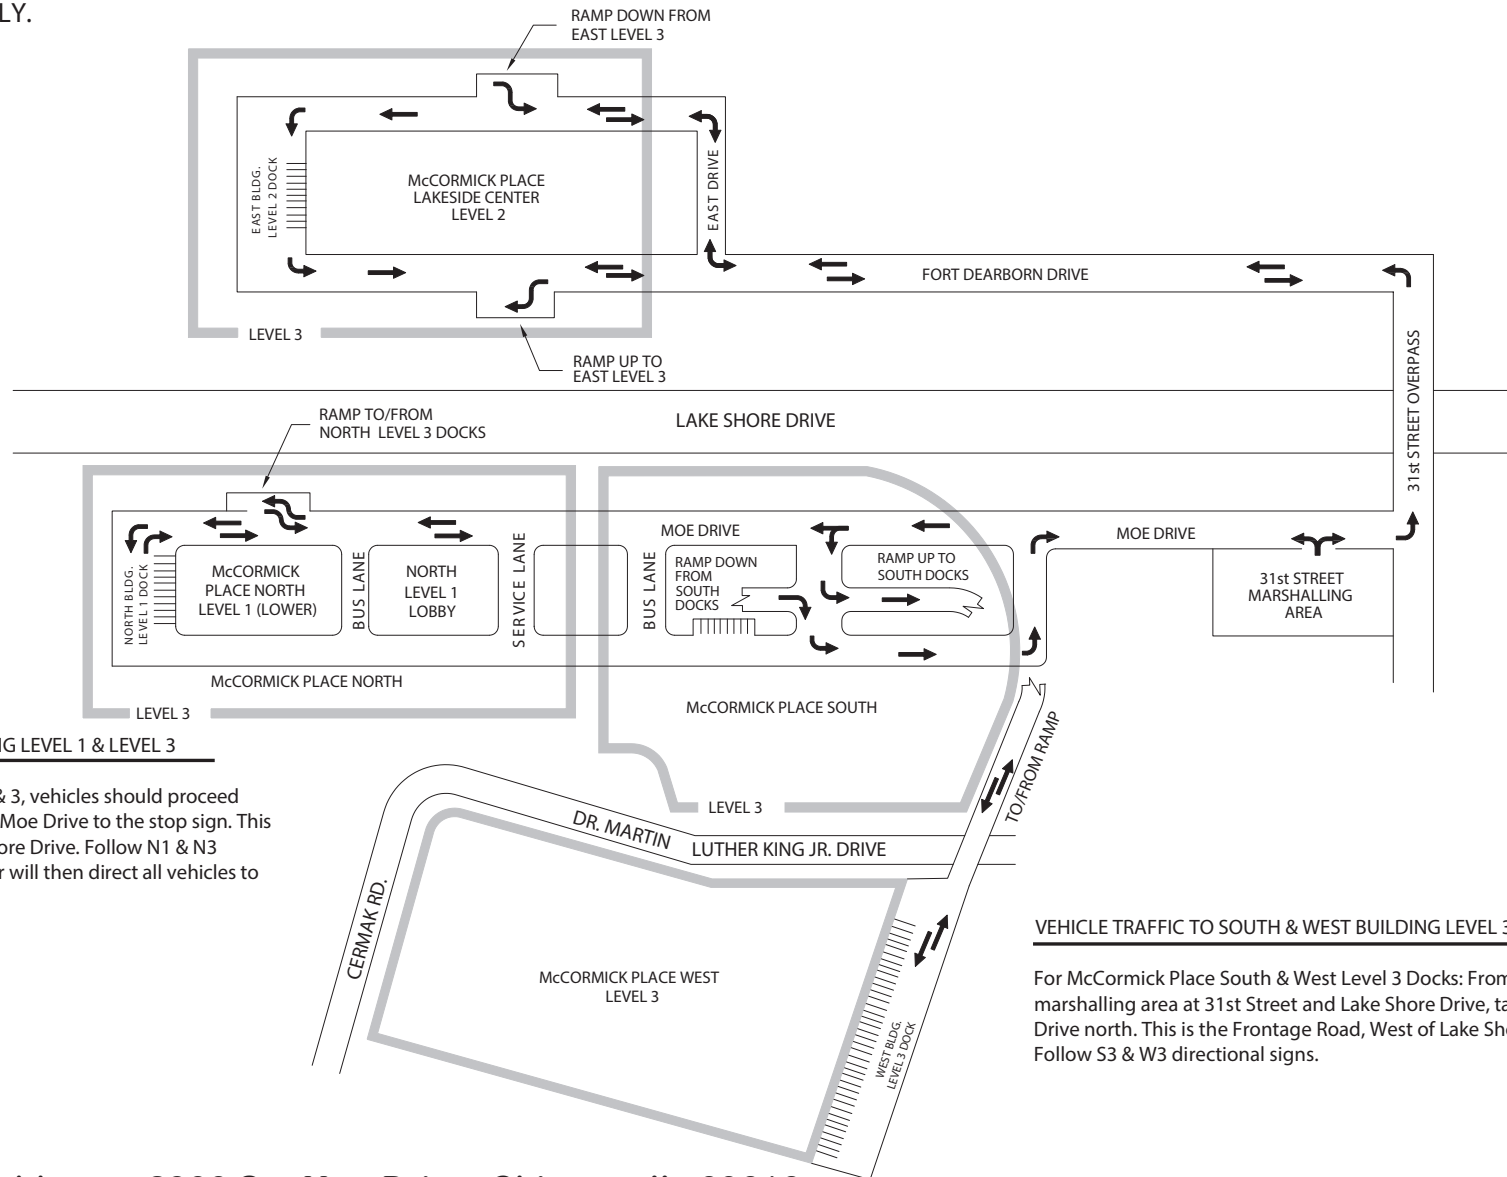 LY.
RAMP DOWN FROM
EAST LEVEL 3
EAST BLDG.
LEVEL 2 DOCK
McCORMICK PLACE
LAKESIDE CENTER
LEVEL 2
EAST DRIVE
FORT DEARBORN DRIVE
LEVEL 3
RAMP UP TO
EAST LEVEL 3
31st STREET OVERPASS
LAKE SHORE DRIVE
RAMP TO/FROM
NORTH LEVEL 3 DOCKS
MOE DRIVE
MOE DRIVE
NORTH BLDG.
LEVEL 1 DOCK
McCORMICK
PLACE NORTH
LEVEL 1 (LOWER)
BUS LANE
NORTH
LEVEL 1
LOBBY
SERVICE LANE
BUS LANE
RAMP DOWN
FROM
SOUTH
DOCKS
RAMP UP TO
SOUTH DOCKS
31st STREET
MARSHALLING
AREA
McCORMICK PLACE NORTH
LEVEL 3
McCORMICK PLACE SOUTH
LEVEL 3
TO/FROM RAMP
NG LEVEL 1 & LEVEL 3
& 3, vehicles should proceed
Moe Drive to the stop sign. This
ore Drive. Follow N1 & N3
r will then direct all vehicles to
DR. MARTIN
LUTHER KING JR. DRIVE
CERMAK RD.
McCORMICK PLACE WEST
LEVEL 3
WEST BLDG.
LEVEL 3 DOCK
VEHICLE TRAFFIC TO SOUTH & WEST BUILDING LEVEL 3
For McCormick Place South & West Level 3 Docks: From
marshalling area at 31st Street and Lake Shore Drive, ta
Drive north. This is the Frontage Road, West of Lake Sh
Follow S3 & W3 directional signs.